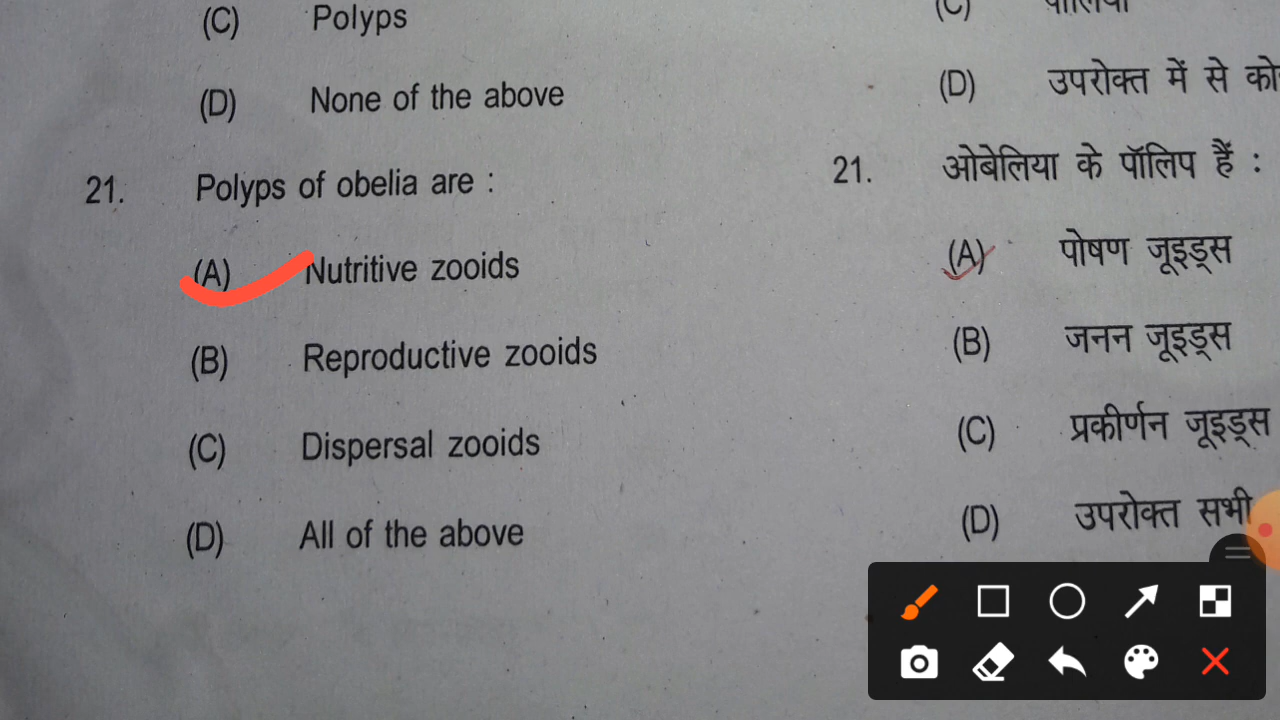 (C) Polyps
(D) None of the above
21. Polyps of obelia are :
(A) Nutritive zooids
(B) Reproductive zooids
(C) Dispersal zooids
(D) All of the above
(C)
(D) उपरोक्त में से
21. ओबेलिया के पॉलिप हैं :
(A) पोषण जूइड्स
(B) जनन जूइड्स
(C) प्रकीर्णन जूइड्स
(D) उपरोक्त सभी